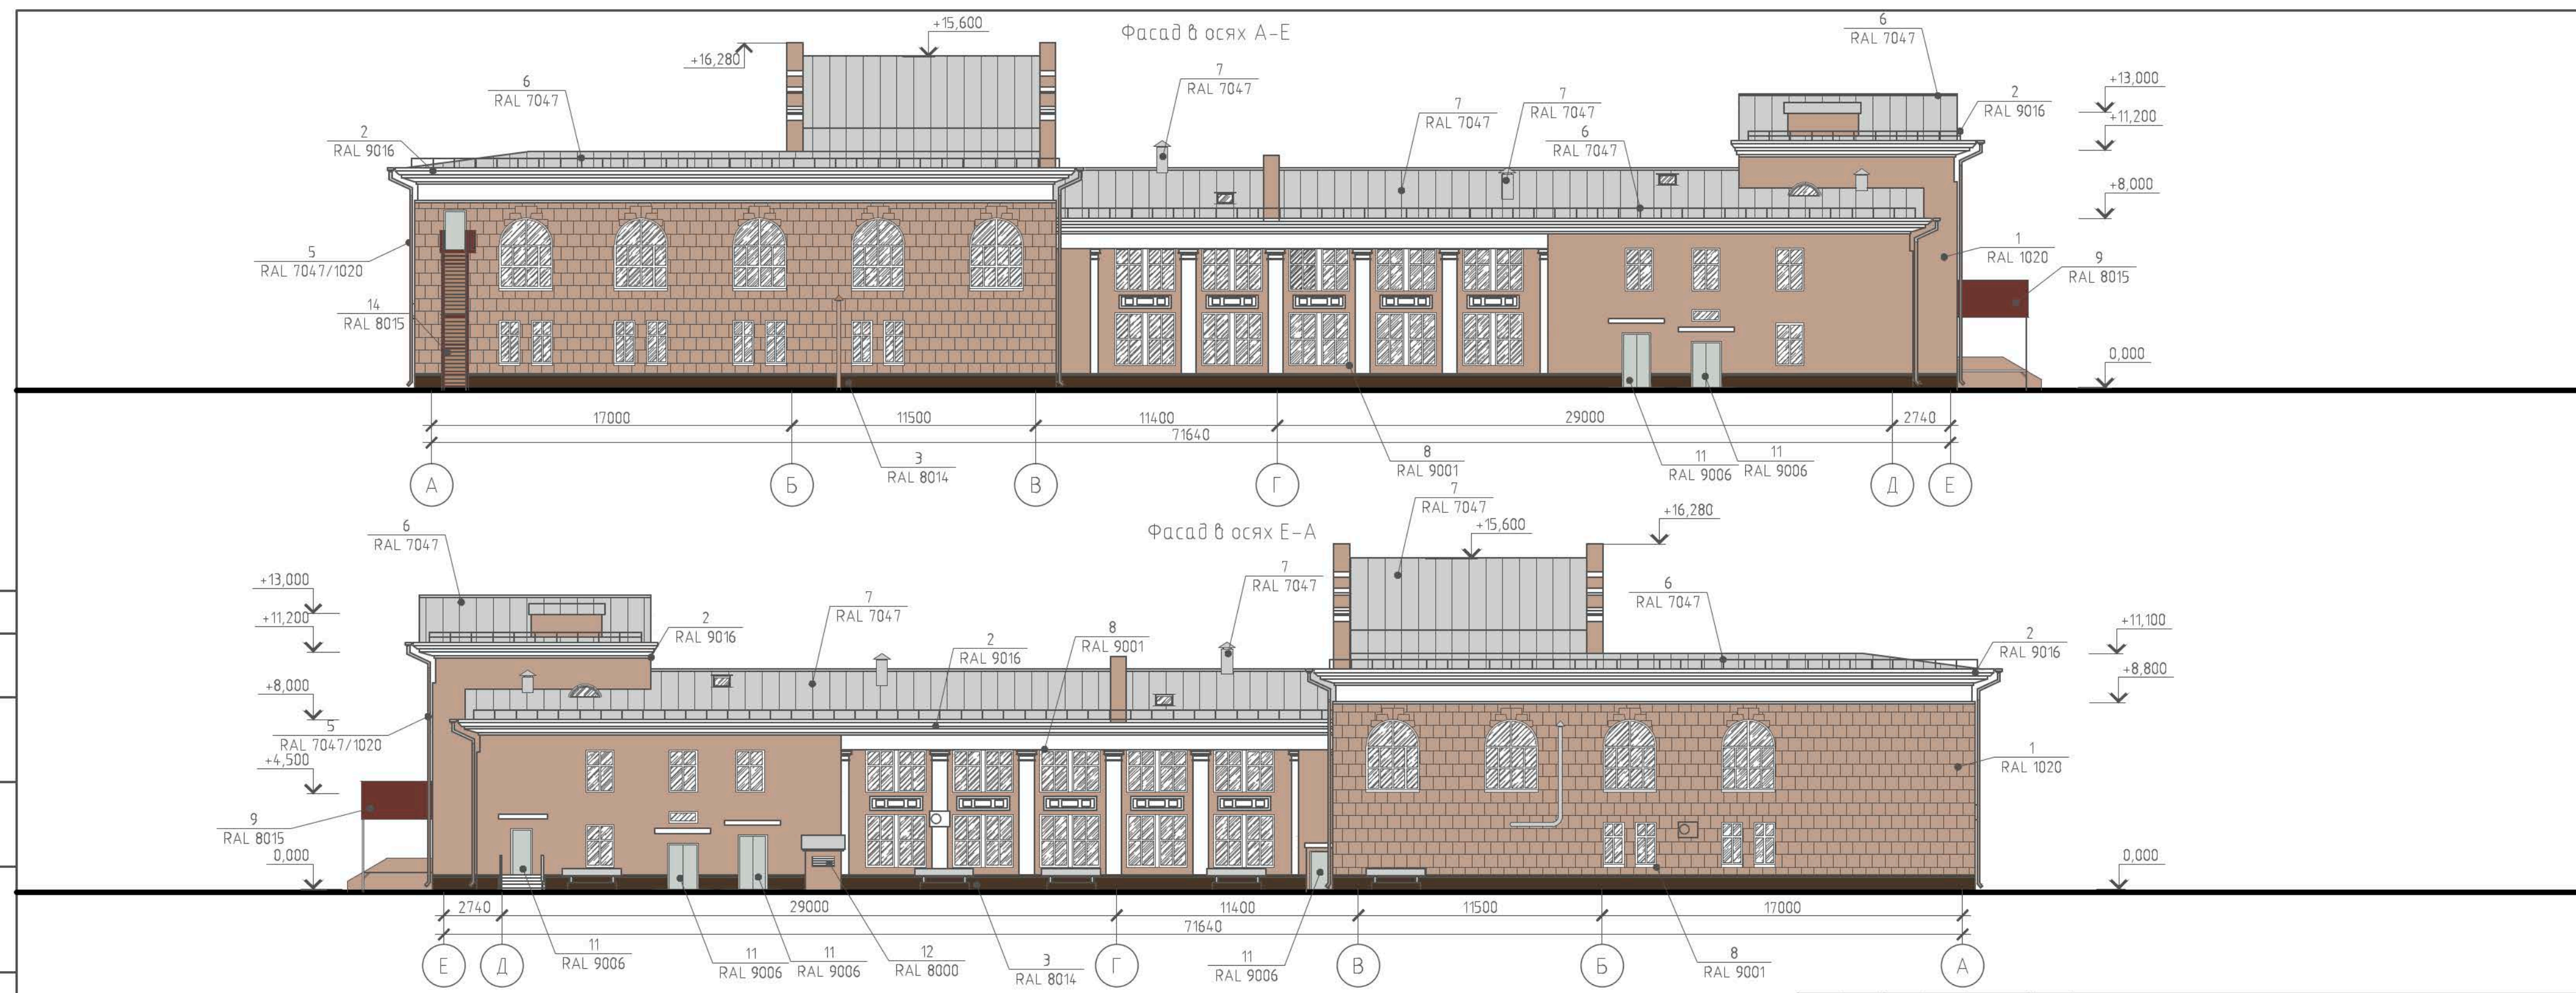 Фасад в осях А-Е
+15,600
+16,280
6
RAL 7047
2
RAL 9016
5
RAL 7047/1020
14
RAL 8015
7
RAL 7047
7
RAL 7047
7
RAL 7047
6
RAL 7047
6
RAL 7047
2
RAL 9016
+13,000
+11,200
+8,000
1
RAL 1020
9
RAL 8015
0,000
17000
11500
11400
29000
2740
71640
3
RAL 8014
8
RAL 9001
11
RAL 9006
11
RAL 9006
А
Б
В
Г
Д
Е
Фасад в осях Е-А
7
RAL 7047
+15,600
+16,280
6
RAL 7047
+13,000
+11,200
+8,000
5
RAL 7047/1020
+4,500
9
RAL 8015
0,000
2
RAL 9016
7
RAL 7047
2
RAL 9016
8
RAL 9001
7
RAL 7047
6
RAL 7047
2
RAL 9016
+11,100
+8,800
1
RAL 1020
0,000
2740
29000
11400
11500
17000
71640
11
RAL 9006
11
RAL 9006
11
RAL 9006
12
RAL 8000
3
RAL 8014
11
RAL 9006
8
RAL 9001
Е
Д
Г
В
Б
А